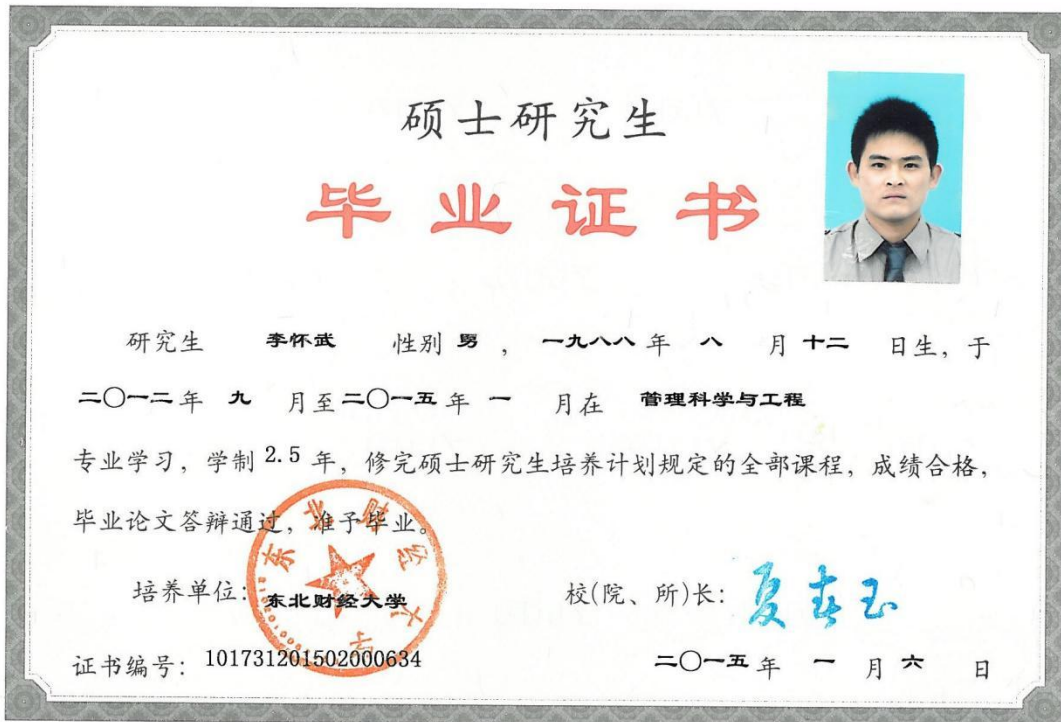 硕士研究生
毕业证书
研究生 李怀武 性别 男 , 一九八八 年 八 月 十二 日生, 于
二〇一二 年 九 月至 二〇一五 年 一 月在 管理科学与工程
专业学习, 学制 2.5 年, 修完硕士研究生培养计划规定的全部课程, 成绩合格,
毕业论文答辩通过, 准予毕业。
东北财经大学
培养单位: 东北财经大学 校(院、所)长: 夏春玉
证书编号: 101731201502000634 二〇一五 年 一 月 六 日